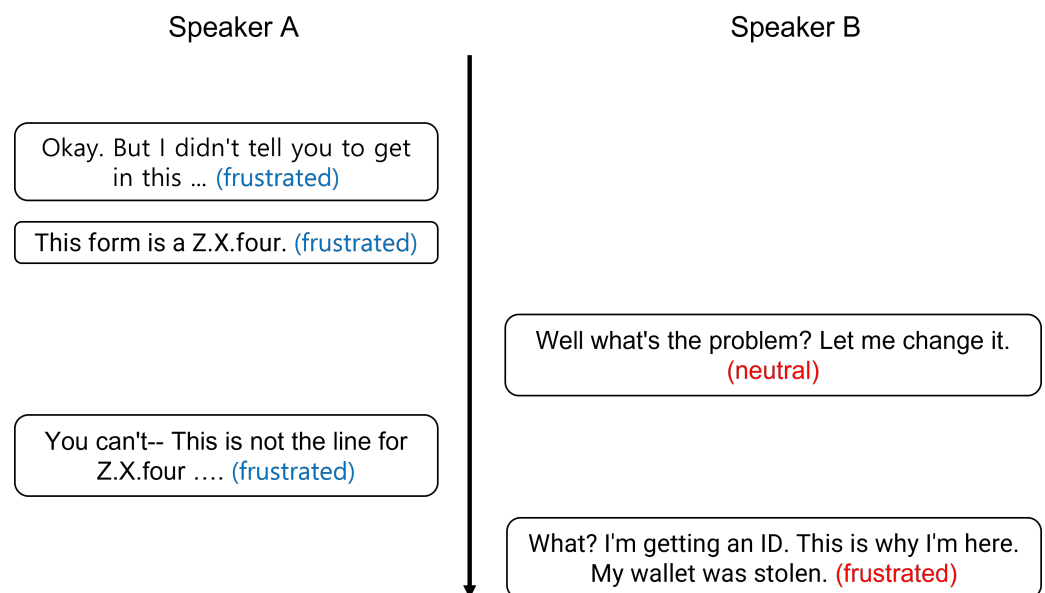 Speaker A
Speaker B
Okay. But I didn't tell you to get
in this ... (frustrated)
This form is a Z.X.four. (frustrated)
Well what's the problem? Let me change it.
(neutral)
You can't-- This is not the line for
Z.X.four .... (frustrated)
What? I'm getting an ID. This is why I'm here.
My wallet was stolen. (frustrated)